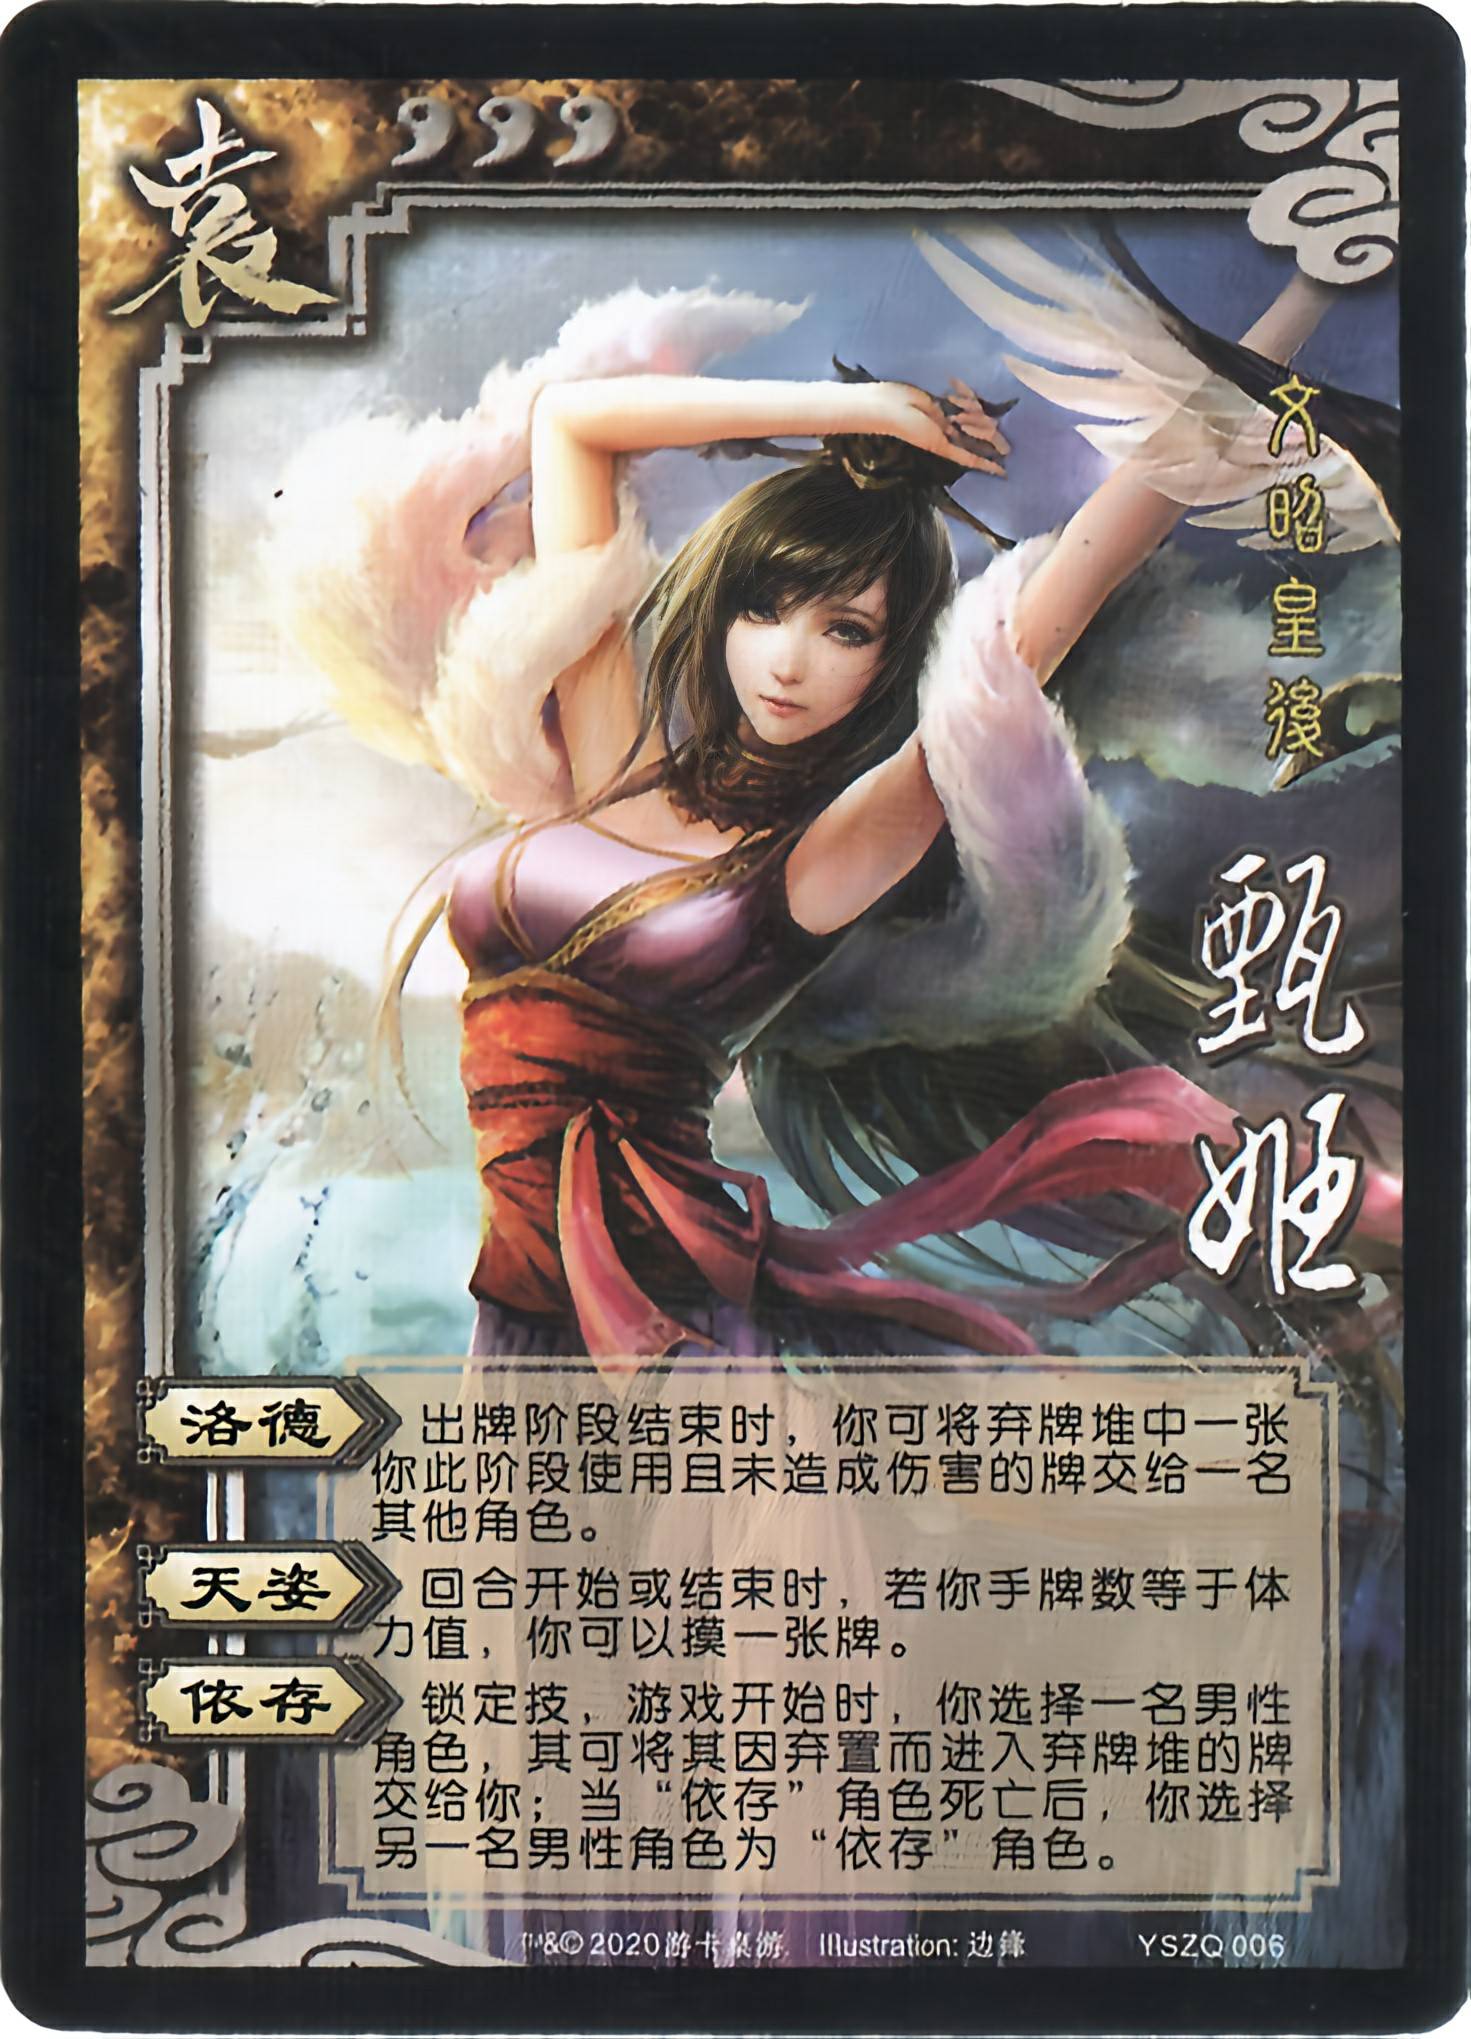 袁
文昭皇後
甄姬
洛德
出牌阶段结束时，你可将弃牌堆中一张
你此阶段使用且未造成伤害的牌交给一名
其他角色。
天姿
回合开始或结束时，若你手牌数等于体
力值，你可以摸一张牌。
依存
锁定技，游戏开始时，你选择一名男性
角色，其可将其因弃置而进入弃牌堆的牌
交给你；当“依存”角色死亡后，你选择
另一名男性角色为“依存”角色。
™&© 2020游卡桌游. Illustration: 边锋 YSZQ 006